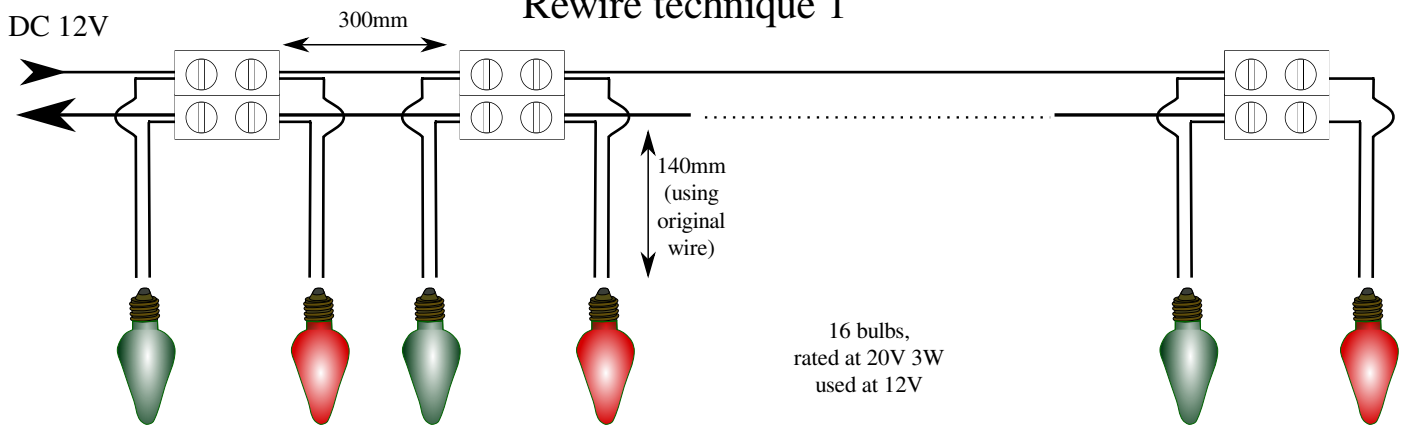 Rewire technique 1
DC 12V
300mm
140mm
(using
original
wire)
16 bulbs,
rated at 20V 3W
used at 12V